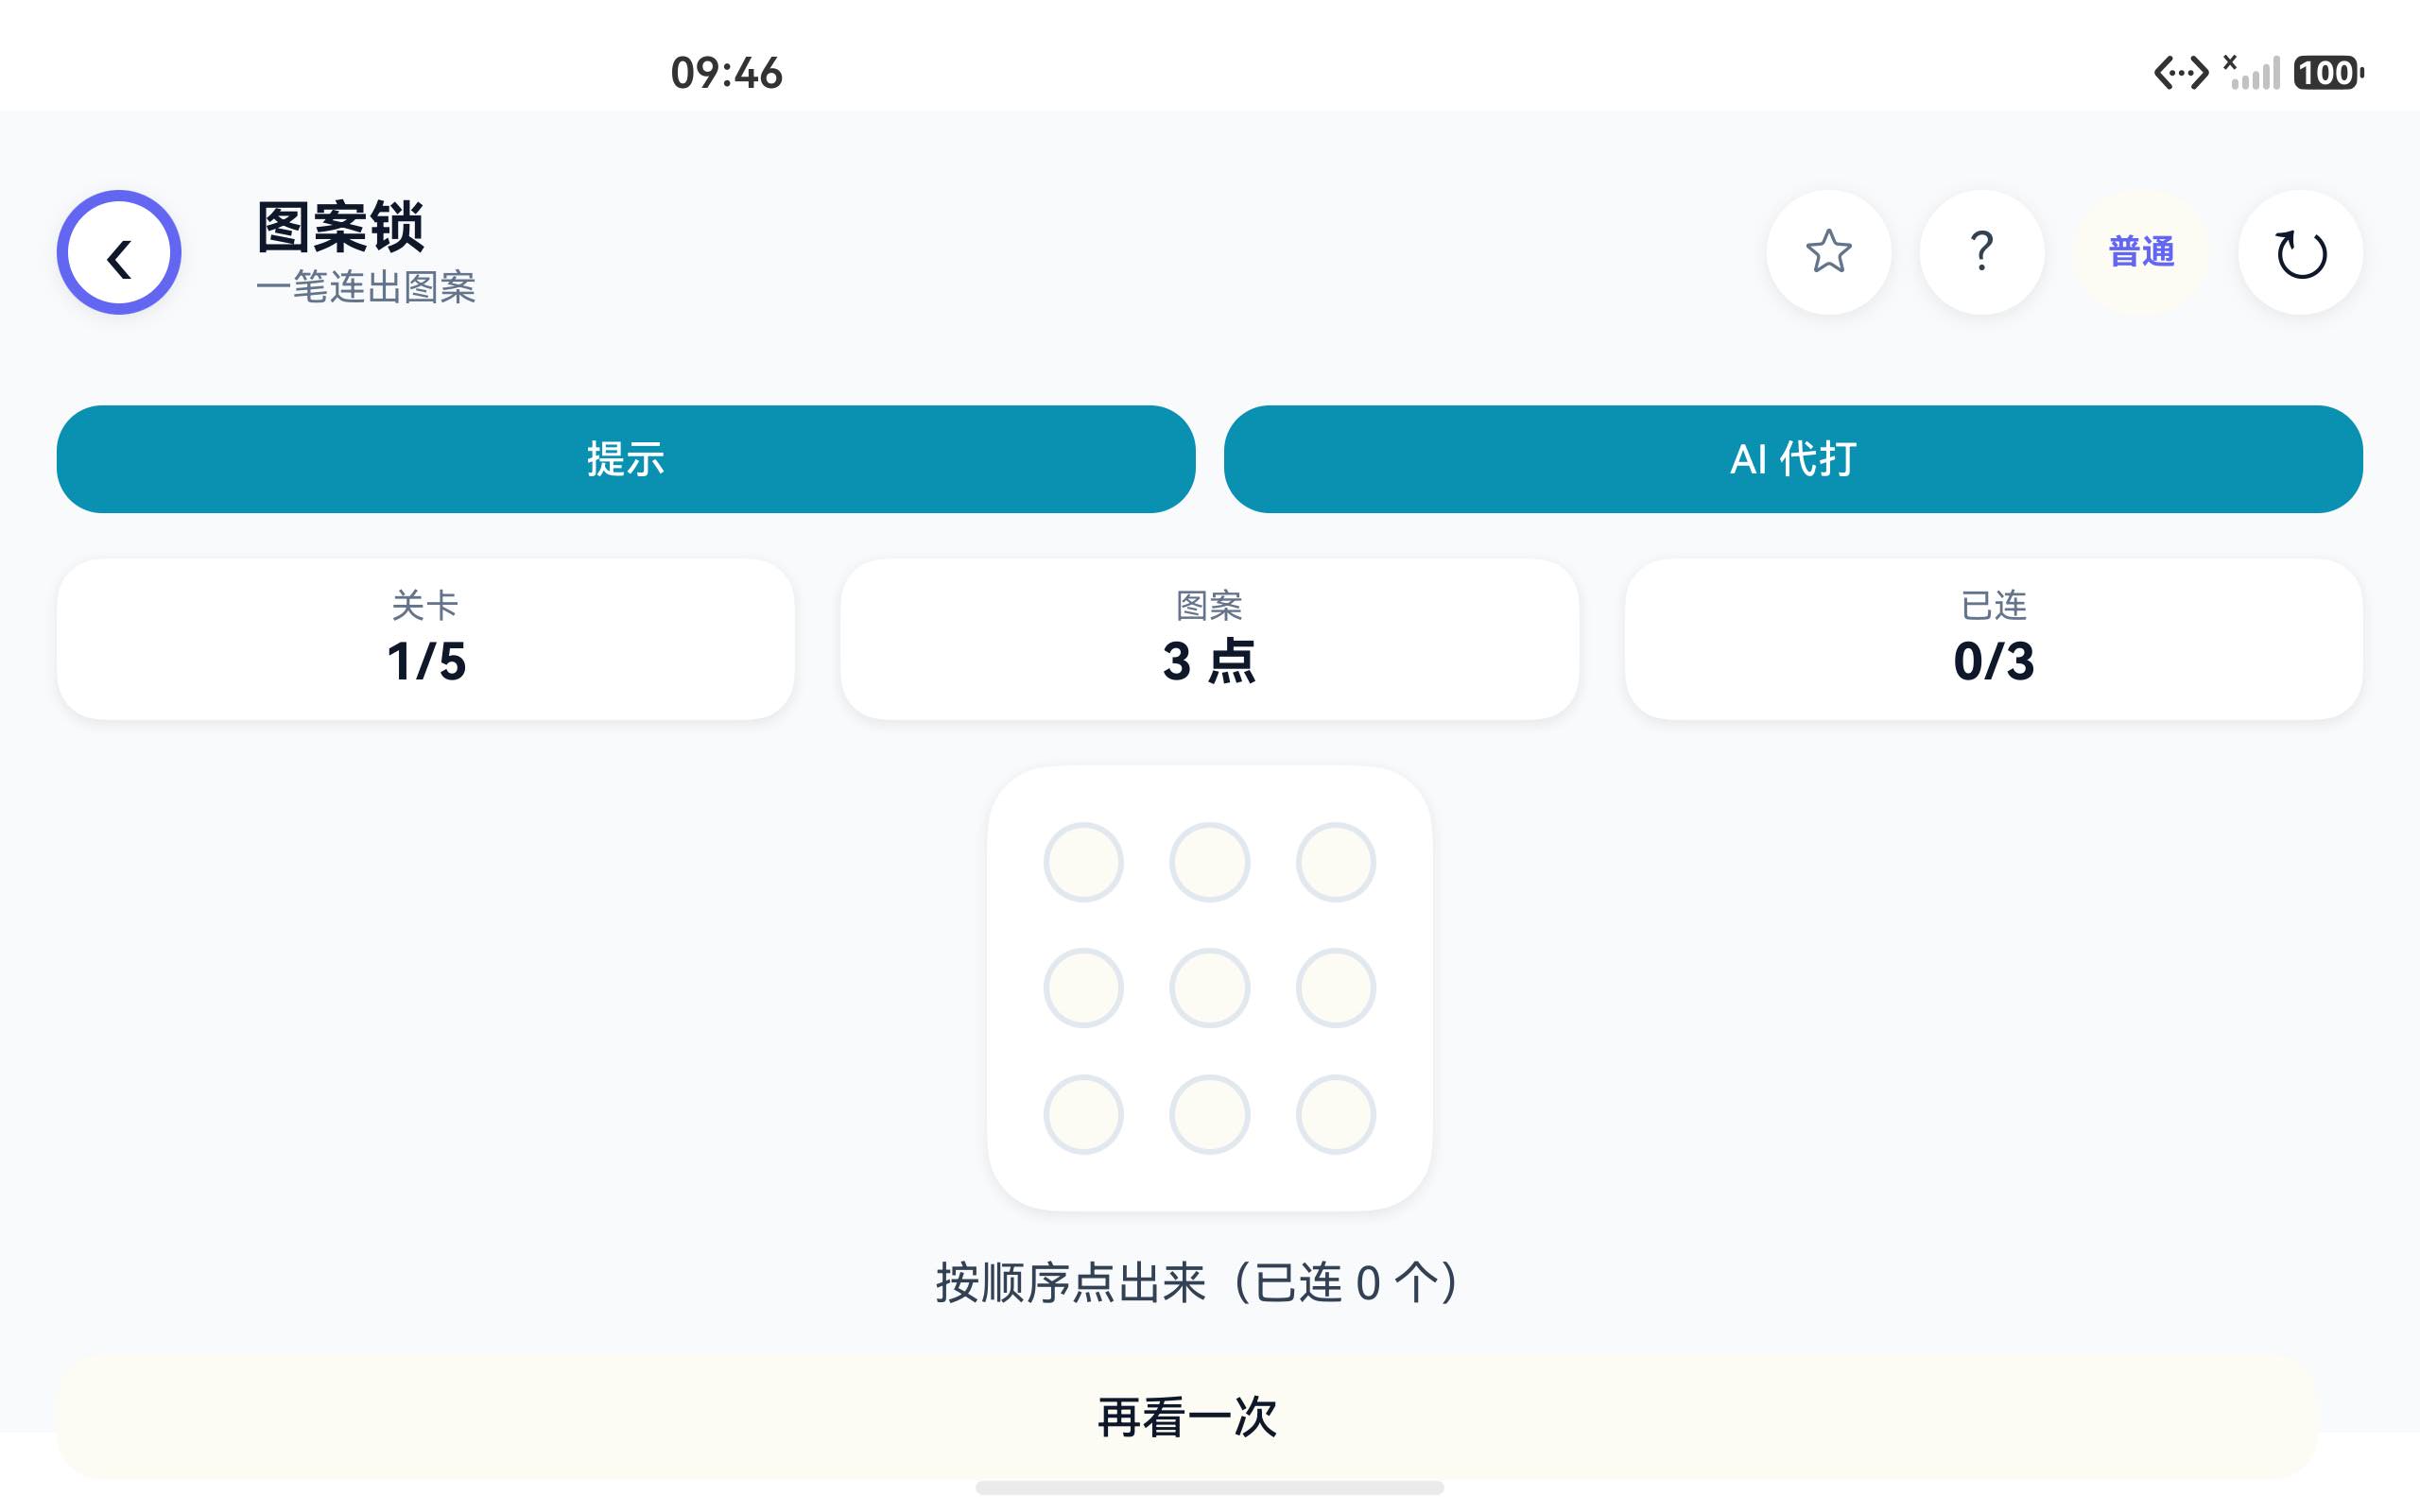 09:46
100
图案锁
一笔连出图案
?
普通
提示
AI 代打
关卡
1/5
图案
3 点
已连
0/3
按顺序点出来（已连 0 个）
再看一次